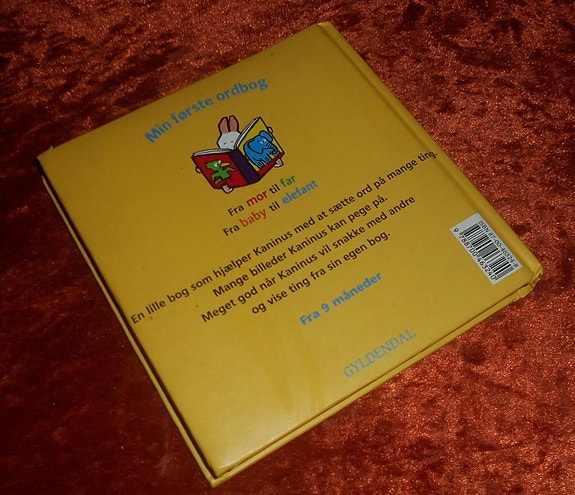 Min første ordbog
Fra mor til far
Fra baby til elefant
En lille bog som hjælper Kaninus med at sætte ord på mange ting.
Mange billeder Kaninus kan pege på.
Meget god når Kaninus vil snakke med andre
og vise ting fra sin egen bog.
Fra 9 måneder
GYLDENDAL